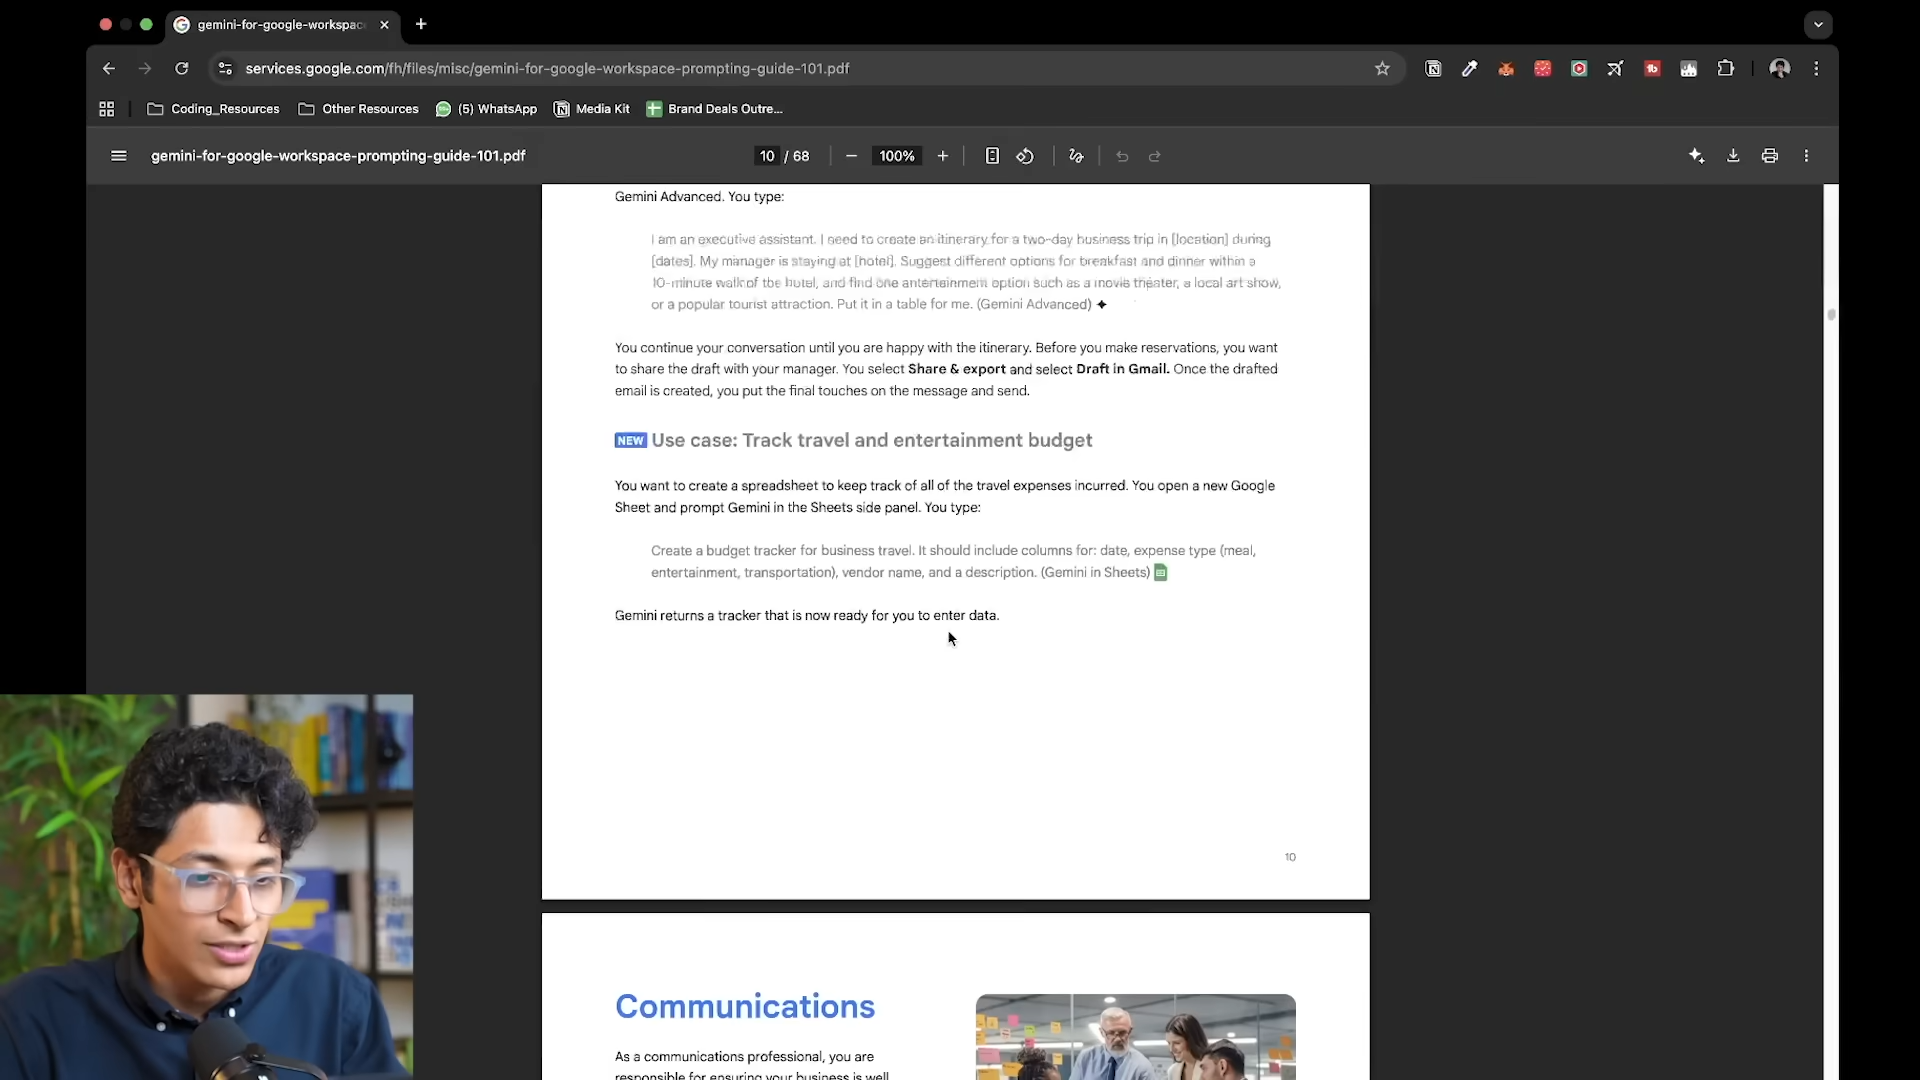 gemini-for-google-workspac
services.google.com/fh/files/misc/gemini-for-google-workspace-prompting-guide-101.pdf
Coding_Resources
Other Resources
(5) WhatsApp
Media Kit
Brand Deals Outre...
gemini-for-google-workspace-prompting-guide-101.pdf
10 / 68
100%
Gemini Advanced. You type:
I am an executive assistant. I need to create an itinerary for a two-day business trip in [location] during
[dates]. My manager is staying at [hotel]. Suggest different options for breakfast and dinner within a
10-minute walk of the hotel, and find one entertainment option such as a movie theater, a local art show,
or a popular tourist attraction. Put it in a table for me. (Gemini Advanced)
You continue your conversation until you are happy with the itinerary. Before you make reservations, you want
to share the draft with your manager. You select Share & export and select Draft in Gmail. Once the drafted
email is created, you put the final touches on the message and send.
NEW Use case: Track travel and entertainment budget
You want to create a spreadsheet to keep track of all of the travel expenses incurred. You open a new Google
Sheet and prompt Gemini in the Sheets side panel. You type:
Create a budget tracker for business travel. It should include columns for: date, expense type (meal,
entertainment, transportation), vendor name, and a description. (Gemini in Sheets)
Gemini returns a tracker that is now ready for you to enter data.
10
Communications
As a communications professional, you are
responsible for ensuring your business is well